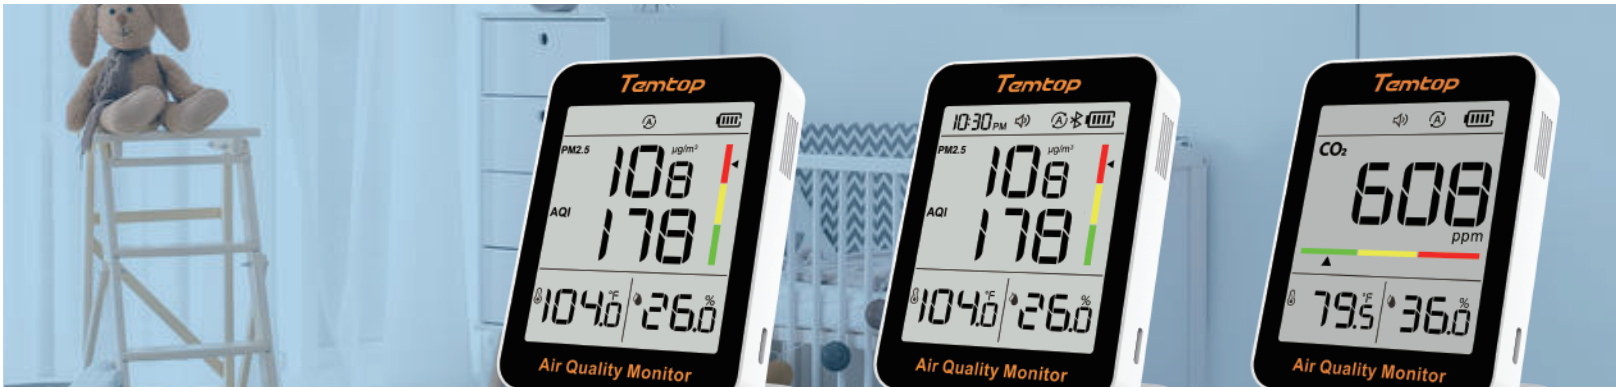 Temtop
A
PM2.5
µg/m³
108
AQI
178
104.0 °F
26.0 %
Air Quality Monitor
Temtop
10:30 PM
A
PM2.5
µg/m³
108
AQI
178
104.0 °F
26.0 %
Air Quality Monitor
Temtop
A
CO₂
608
ppm
79.5 °F
36.0 %
Air Quality Monitor